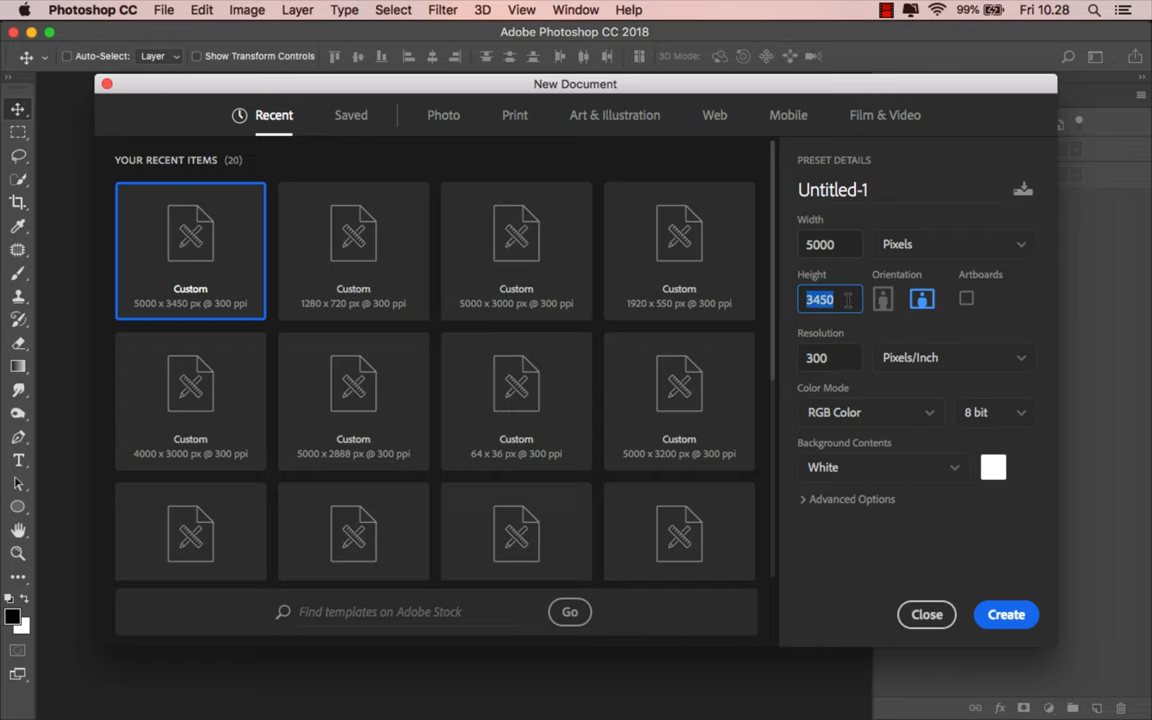 Photoshop CC File Edit Image Layer Type Select Filter 3D View Window Help 99% Fri 10.28
Adobe Photoshop CC 2018
Auto-Select: Layer Show Transform Controls 3D Mode:
New Document
Recent Saved Photo Print Art & Illustration Web Mobile Film & Video
YOUR RECENT ITEMS (20)
Custom
5000 x 3450 px @ 300 ppi
Custom
1280 x 720 px @ 300 ppi
Custom
5000 x 3000 px @ 300 ppi
Custom
1920 x 550 px @ 300 ppi
Custom
4000 x 3000 px @ 300 ppi
Custom
5000 x 2888 px @ 300 ppi
Custom
64 x 36 px @ 300 ppi
Custom
5000 x 3200 px @ 300 ppi
Find templates on Adobe Stock Go
PRESET DETAILS
Untitled-1
Width
5000 Pixels
Height Orientation Artboards
3450
Resolution
300 Pixels/Inch
Color Mode
RGB Color 8 bit
Background Contents
White
Advanced Options
Close Create
fx